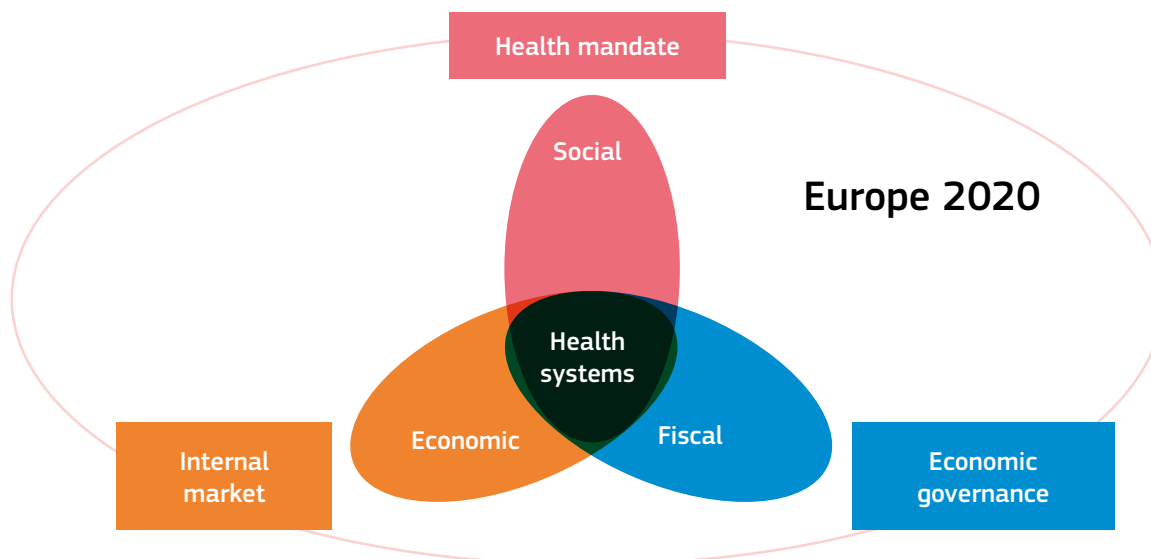 Health mandate
Social
Europe 2020
Health
systems
Economic
Fiscal
Internal
market
Economic
governance